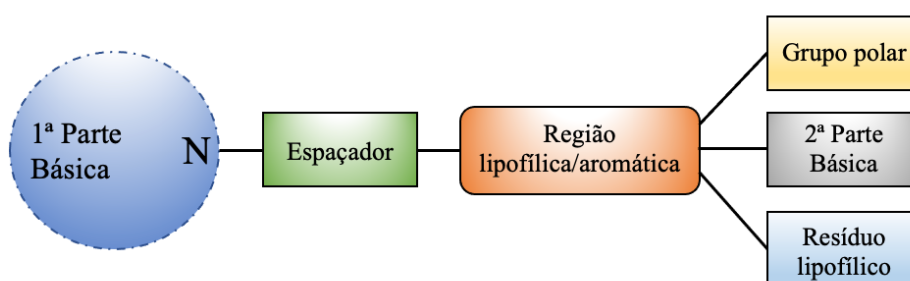 1ª Parte
Básica
N
Espaçador
Região
lipofílica/aromática
Grupo polar
2ª Parte
Básica
Resíduo
lipofílico